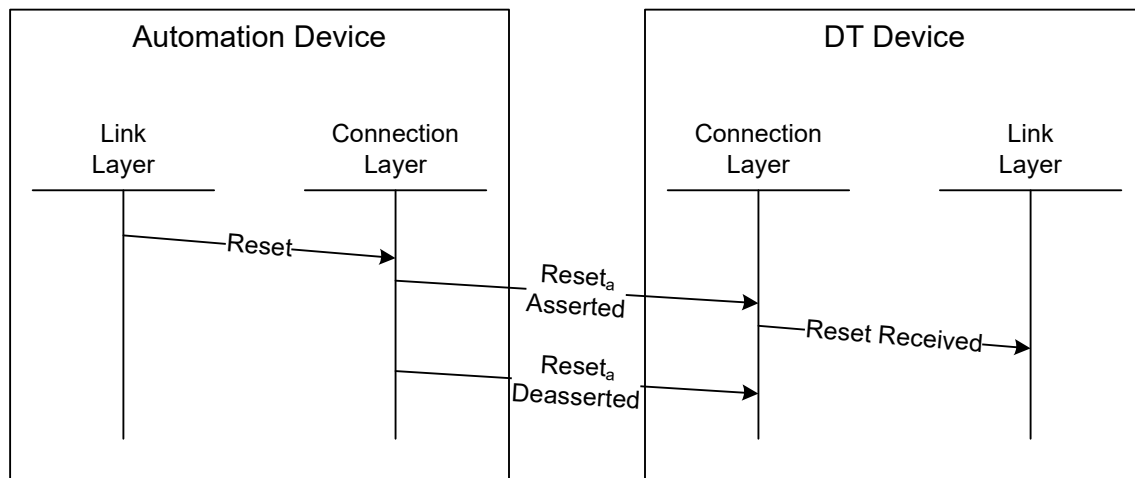 Automation Device
DT Device
Link
Layer
Connection
Layer
Connection
Layer
Link
Layer
Reset
Resetₐ
Asserted
Reset Received
Resetₐ
Deasserted